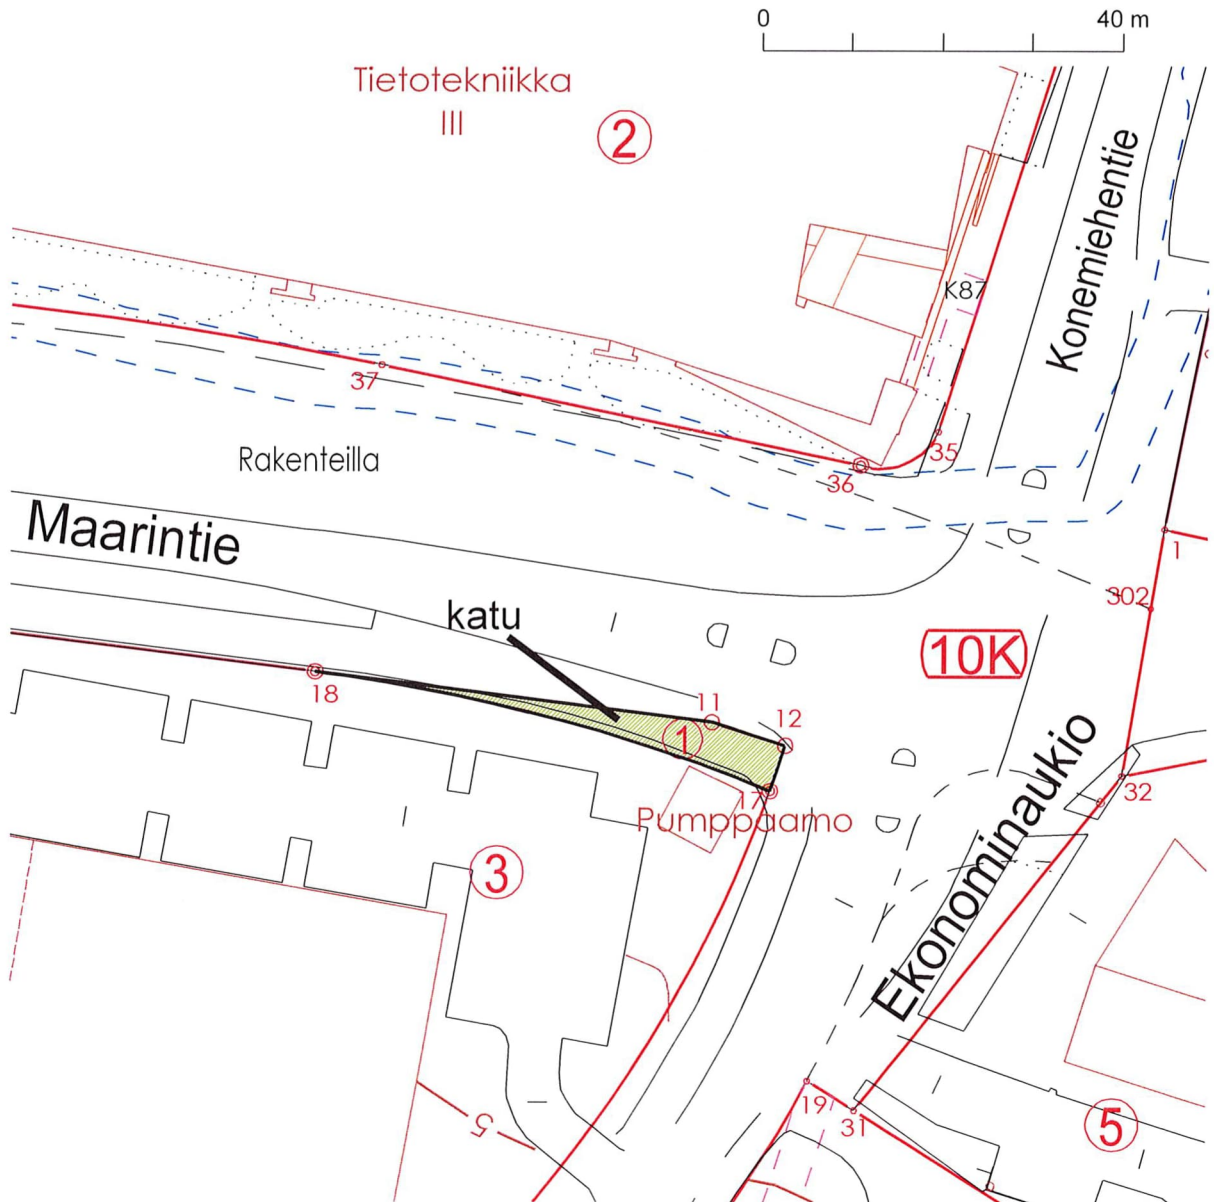 0 40 m
Tietotekniikka
III
2
Konemiehentie
K87
37
Rakenteilla
35
36
Maarintie
1
302
katu
10K
18
11
12
1
17
32
Pumppaamo
3
Ekonominaukio
19
31
5
5